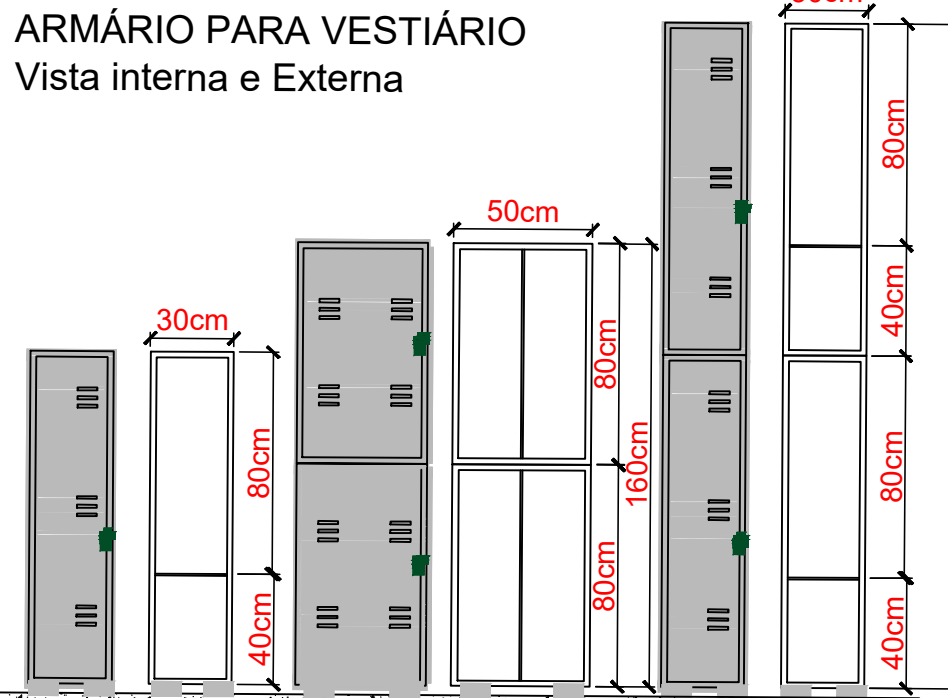 ARMÁRIO PARA VESTIÁRIO
Vista interna e Externa
30cm
80cm
40cm
50cm
80cm
160cm
80cm
80cm
40cm
80cm
40cm